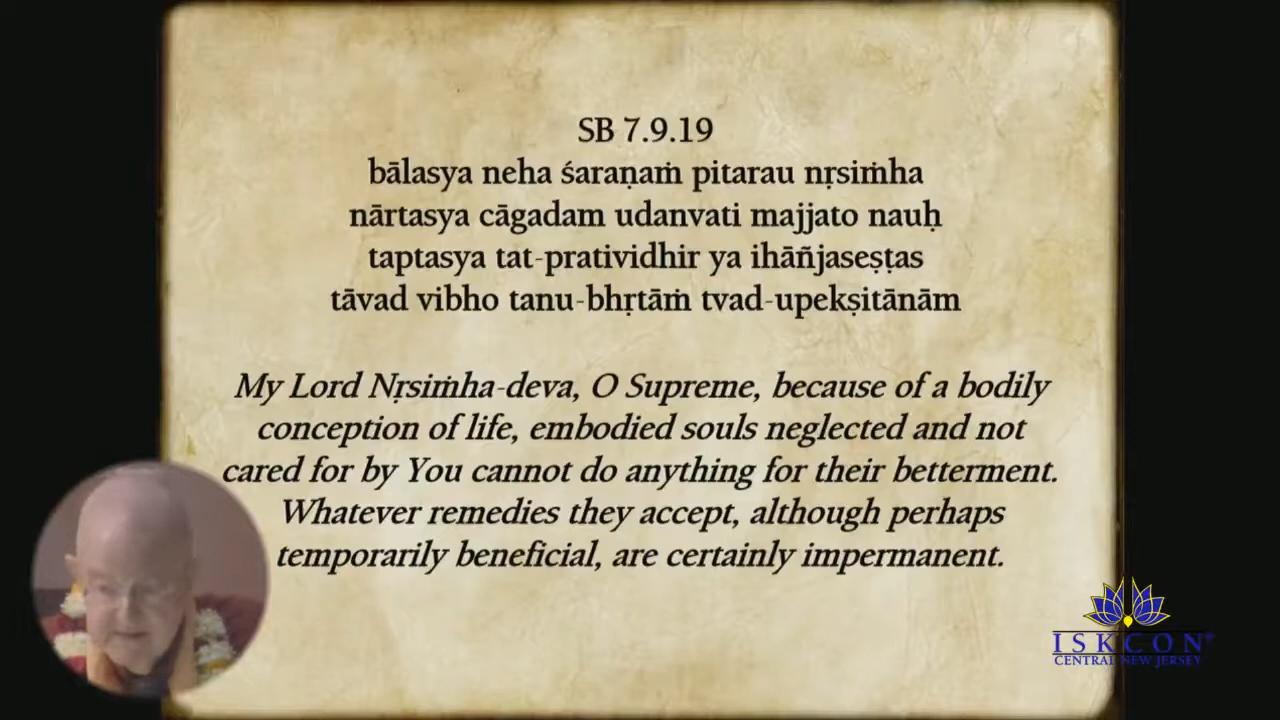 SB 7.9.19
bālasya neha śaraṇaṁ pitarau nṛsiṁha
nārtasya cāgadam udanvati majjato nauḥ
taptasya tat-pratividhir ya ihāñjaseṣṭas
tāvad vibho tanu-bhṛtāṁ tvad-upekṣitānām
My Lord Nṛsiṁha-deva, O Supreme, because of a bodily
conception of life, embodied souls neglected and not
cared for by You cannot do anything for their betterment.
Whatever remedies they accept, although perhaps
temporarily beneficial, are certainly impermanent.
ISKCON®
CENTRAL NEW JERSEY